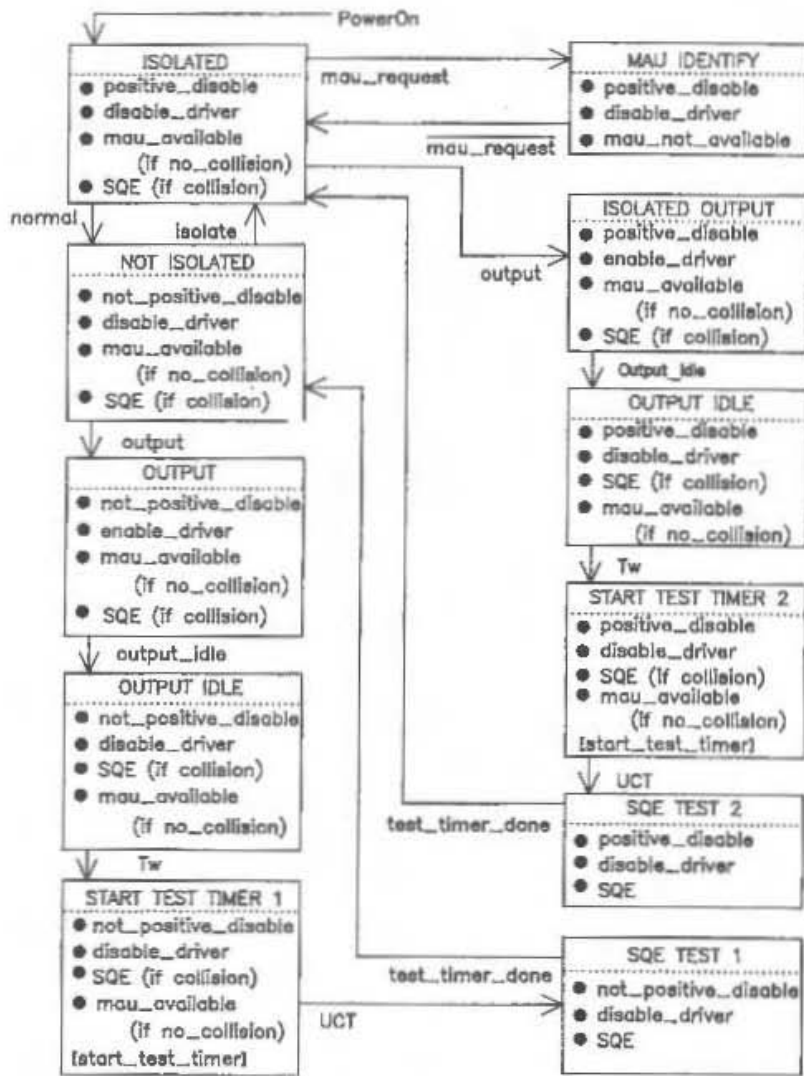 PowerOn
ISOLATED
● positive_disable
● disable_driver
● mau_available
(if no_collision)
● SQE (if collision)
mau_request
MAU IDENTIFY
● positive_disable
● disable_driver
● mau_not_available
mau_request
normal
isolate
output
ISOLATED OUTPUT
● positive_disable
● enable_driver
● mau_available
(if no_collision)
● SQE (if collision)
NOT ISOLATED
● not_positive_disable
● disable_driver
● mau_available
(if no_collision)
● SQE (if collision)
output
Output_Idle
OUTPUT IDLE
● positive_disable
● disable_driver
● SQE (if collision)
● mau_available
(if no_collision)
OUTPUT
● not_positive_disable
● enable_driver
● mau_available
(if no_collision)
● SQE (if collision)
output_idle
Tw
START TEST TIMER 2
● positive_disable
● disable_driver
● SQE (if collision)
● mau_available
(if no_collision)
[start_test_timer]
OUTPUT IDLE
● not_positive_disable
● disable_driver
● SQE (if collision)
● mau_available
(if no_collision)
Tw
UCT
SQE TEST 2
● positive_disable
● disable_driver
● SQE
test_timer_done
START TEST TIMER 1
● not_positive_disable
● disable_driver
● SQE (if collision)
● mau_available
(if no_collision)
[start_test_timer]
test_timer_done
UCT
SQE TEST 1
● not_positive_disable
● disable_driver
● SQE